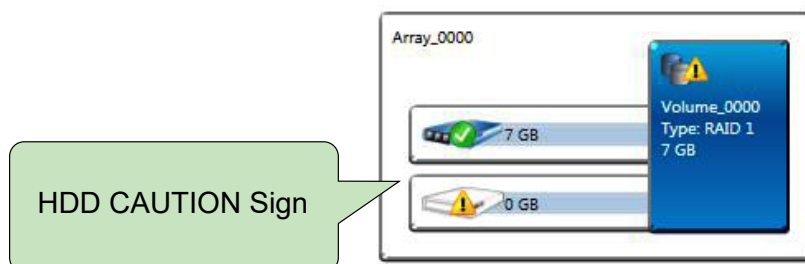 Array_0000
Volume_0000
Type: RAID 1
7 GB
7 GB
0 GB
HDD CAUTION Sign